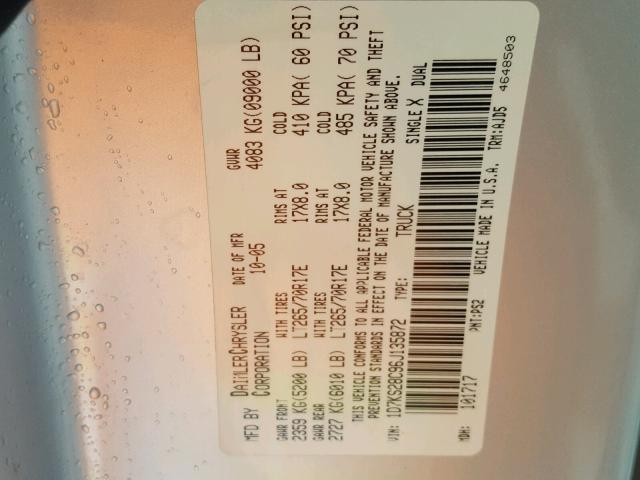 MFD BY DAIMLERCHRYSLER CORPORATION DATE OF MFR 10-05 GVWR 4083 KG(09000 LB)
GAWR FRONT WITH TIRES RIMS AT COLD
2359 KG(5200 LB) LT265/70R17E 17X8.0 410 KPA( 60 PSI)
GAWR REAR WITH TIRES RIMS AT COLD
2727 KG(6010 LB) LT265/70R17E 17X8.0 485 KPA( 70 PSI)
THIS VEHICLE CONFORMS TO ALL APPLICABLE FEDERAL MOTOR VEHICLE SAFETY AND THEFT
PREVENTION STANDARDS IN EFFECT ON THE DATE OF MANUFACTURE SHOWN ABOVE.
VIN: 1D7KS28C96J135872 TYPE: TRUCK SINGLE X DUAL
MDH: 101717 PNT:PS2 VEHICLE MADE IN U.S.A. TRM:AJD5
4648503